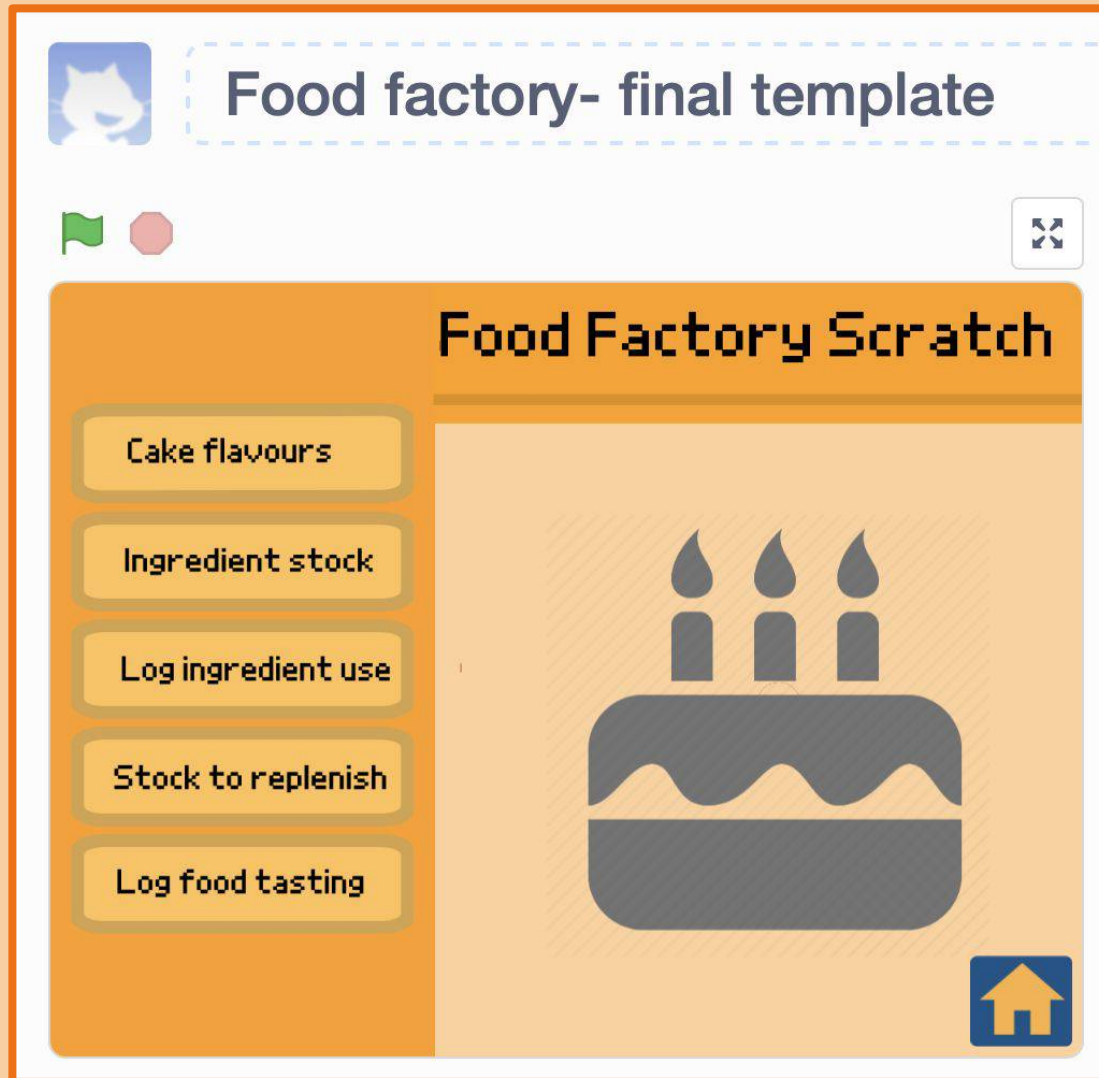 Food factory- final template
Food Factory Scratch
Cake flavours
Ingredient stock
Log ingredient use
Stock to replenish
Log food tasting